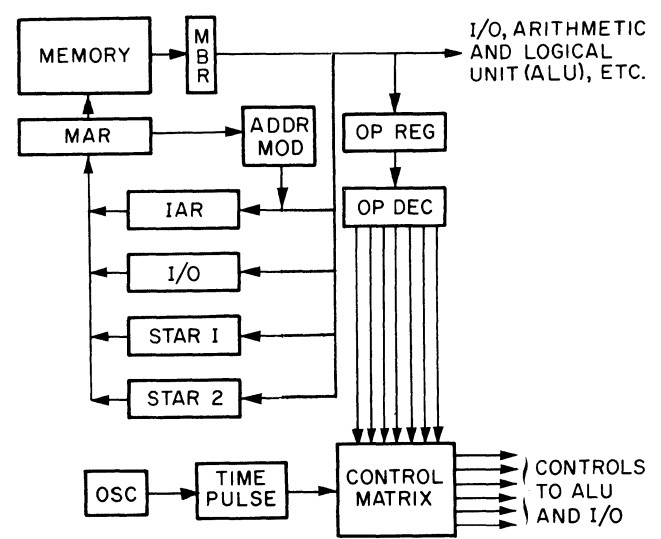 MEMORY
MBR
I/O, ARITHMETIC
AND LOGICAL
UNIT (ALU), ETC.
MAR
ADDR
MOD
OP REG
IAR
OP DEC
I/O
STAR 1
STAR 2
OSC
TIME
PULSE
CONTROL
MATRIX
CONTROLS
TO ALU
AND I/O